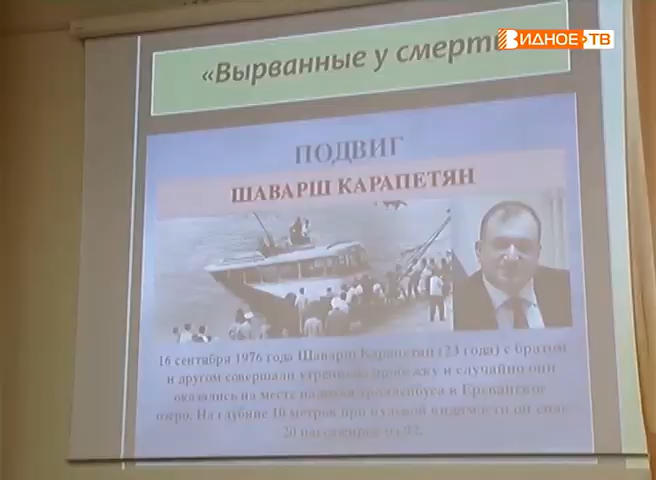 ВИДНОЕ ТВ
«Вырванные у смерти
ПОДВИГ
ШАВАРШ КАРАПЕТЯН
16 сентября 1976 года Шаварш Карапетян (23 года) с братом
и другом совершали утреннюю пробежку и случайно они
оказались на месте падения троллейбуса в Ереванское
озеро. На глубине 10 метров при нулевой видимости он спас
20 пассажиров из 92.